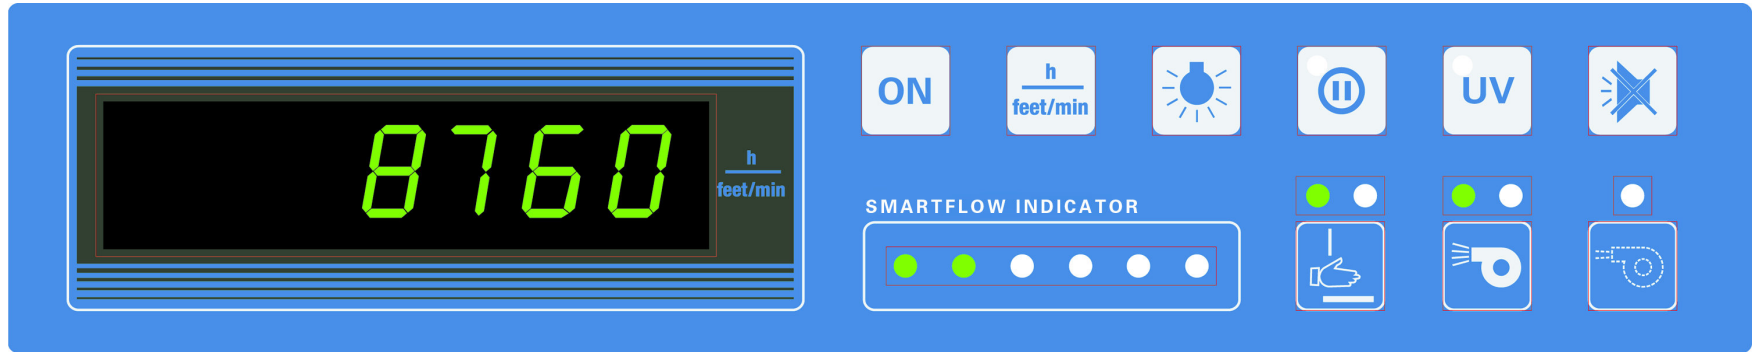 8760
h
feet/min
ON
h
feet/min
UV
SMARTFLOW INDICATOR